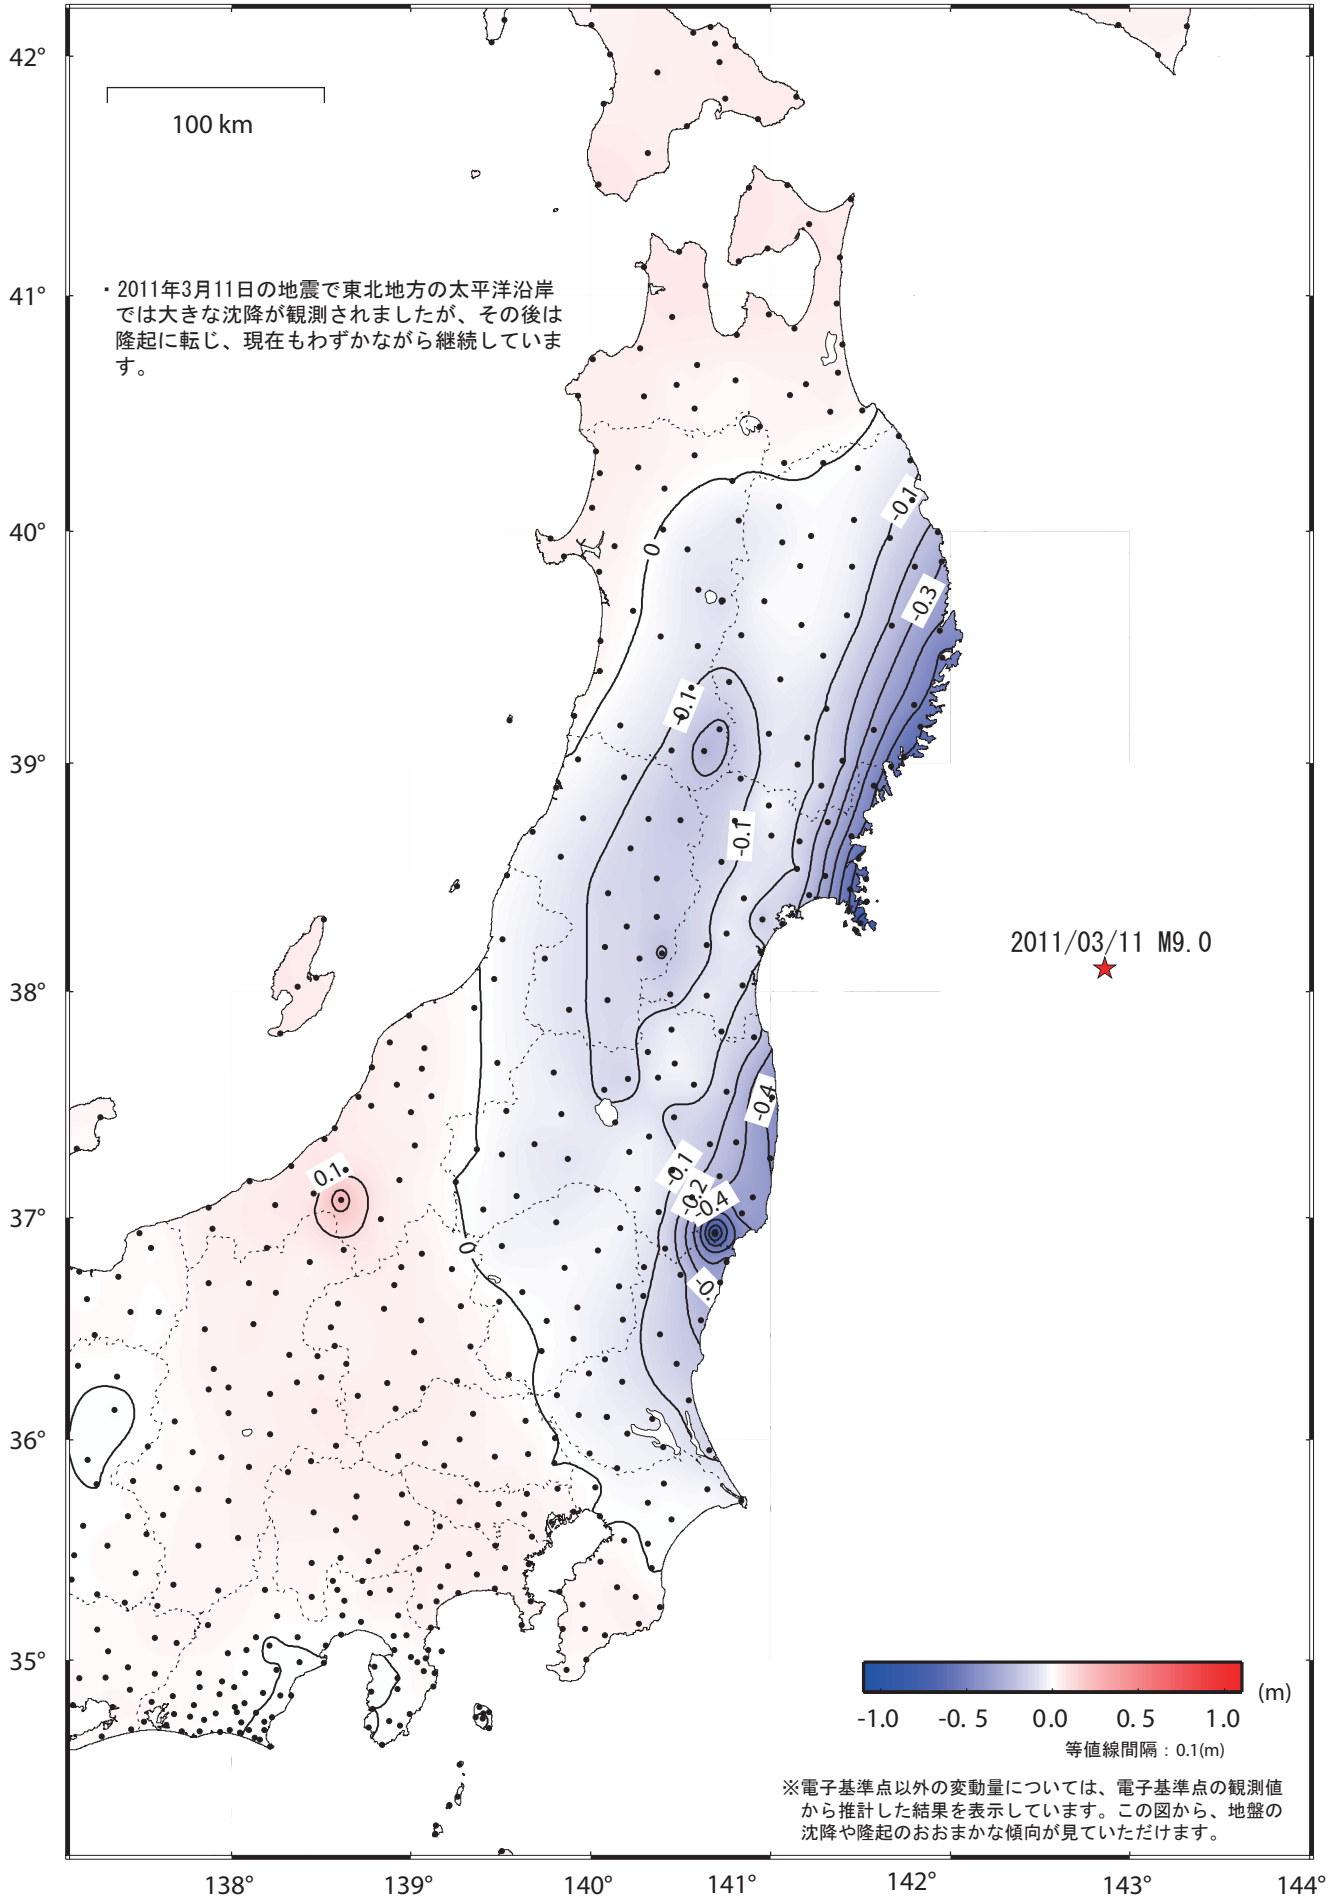 42°
100 km
41°
・2011年3月11日の地震で東北地方の太平洋沿岸
では大きな沈降が観測されましたが、その後は
隆起に転じ、現在もわずかながら継続していま
す。
-0.1
40°
0
-0.3
-0.1
39°
-0.1
2011/03/11 M9.0
38°
-0.4
-0.1
0.1
-0.2
-0.4
37°
0
-0.
36°
35°
(m)
-1.0 -0.5 0.0 0.5 1.0
等値線間隔：0.1(m)
※電子基準点以外の変動量については、電子基準点の観測値
から推計した結果を表示しています。この図から、地盤の
沈降や隆起のおおまかな傾向が見ていただけます。
138° 139° 140° 141° 142° 143° 144°